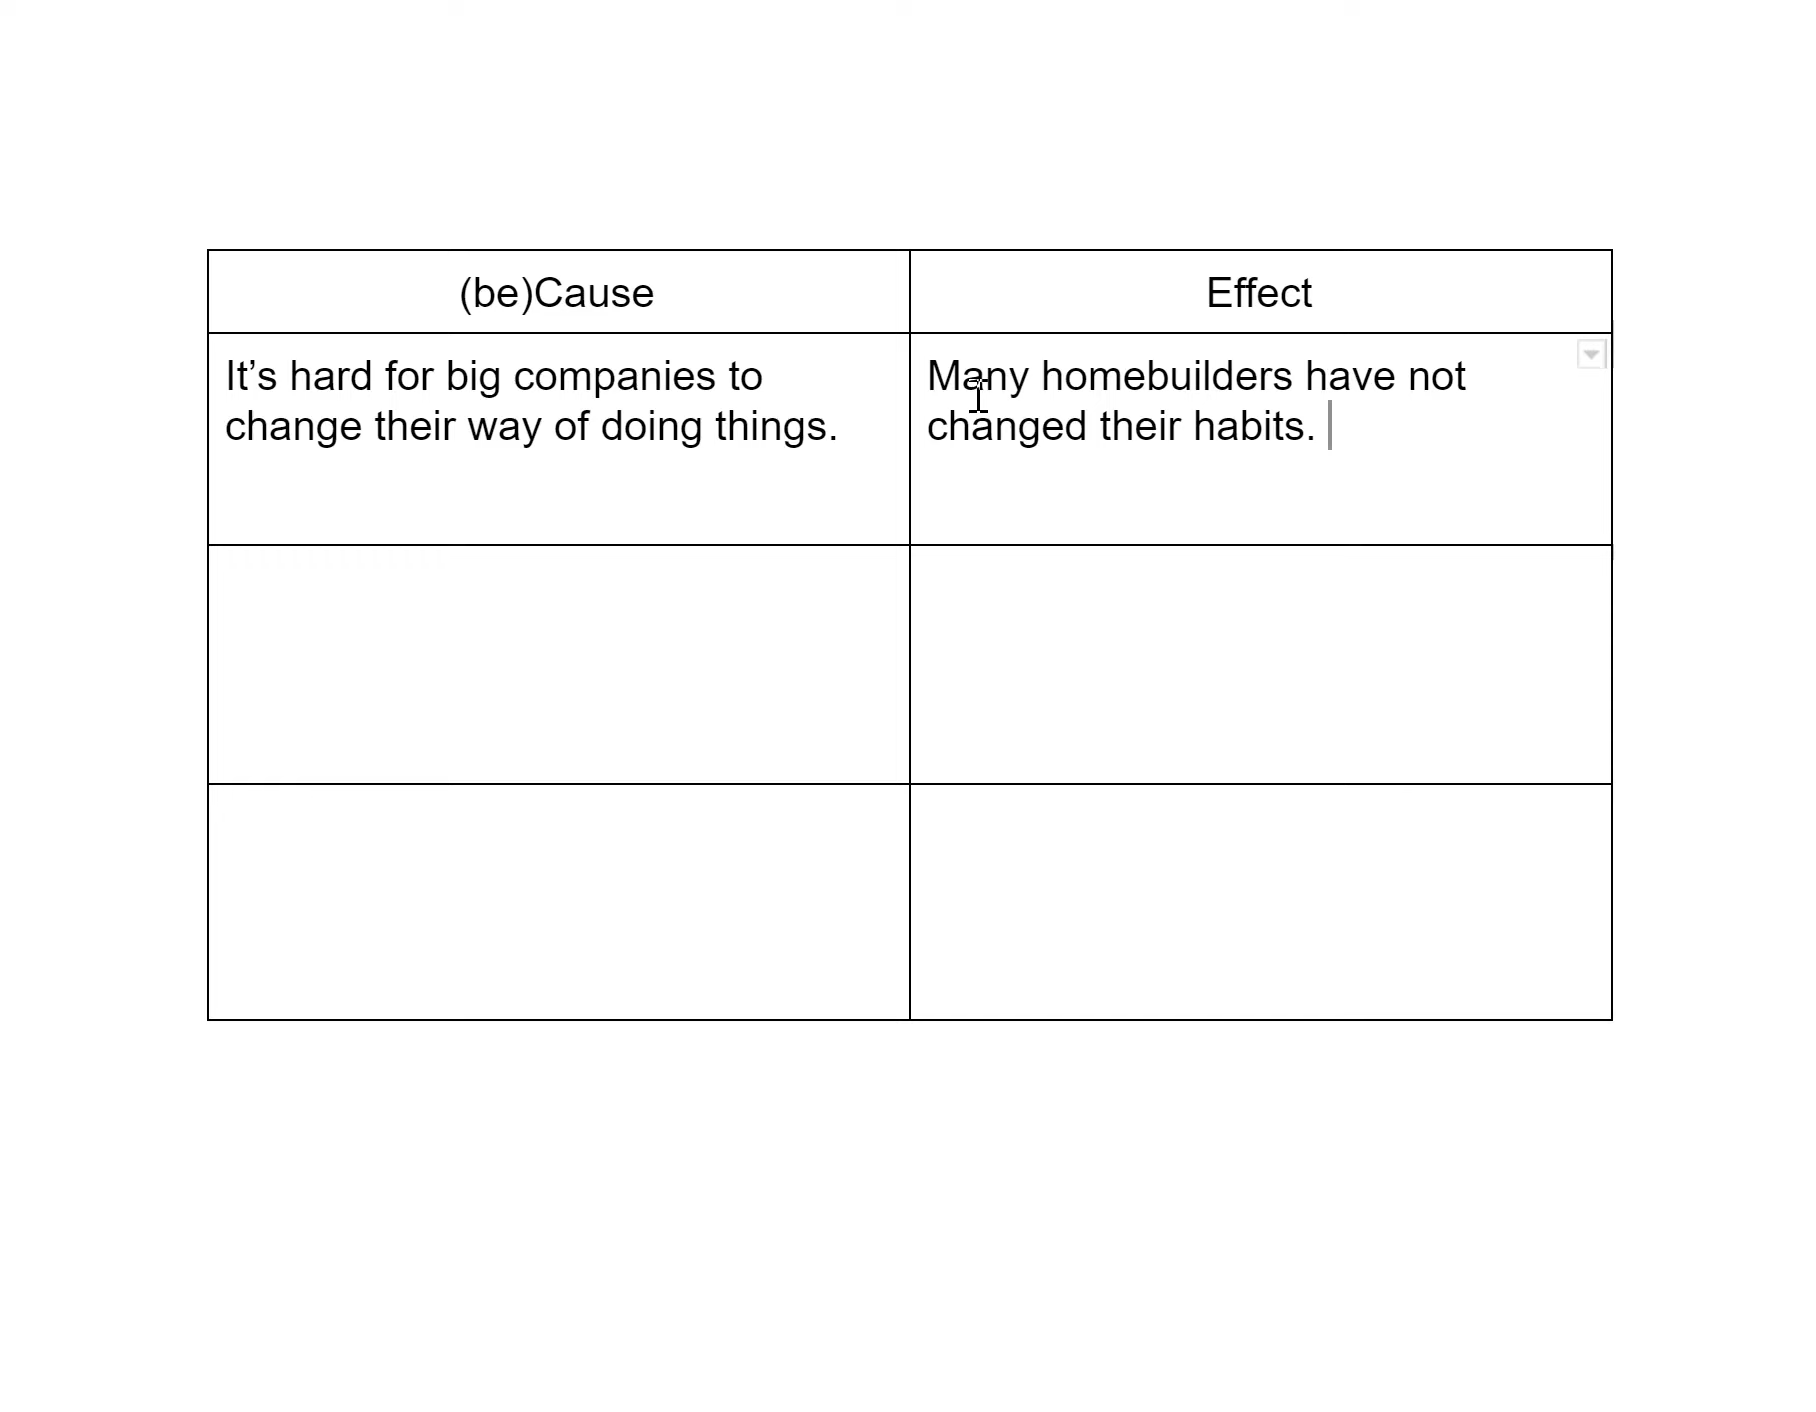 (be)Cause
Effect
It’s hard for big companies to
change their way of doing things.
Many homebuilders have not
changed their habits.